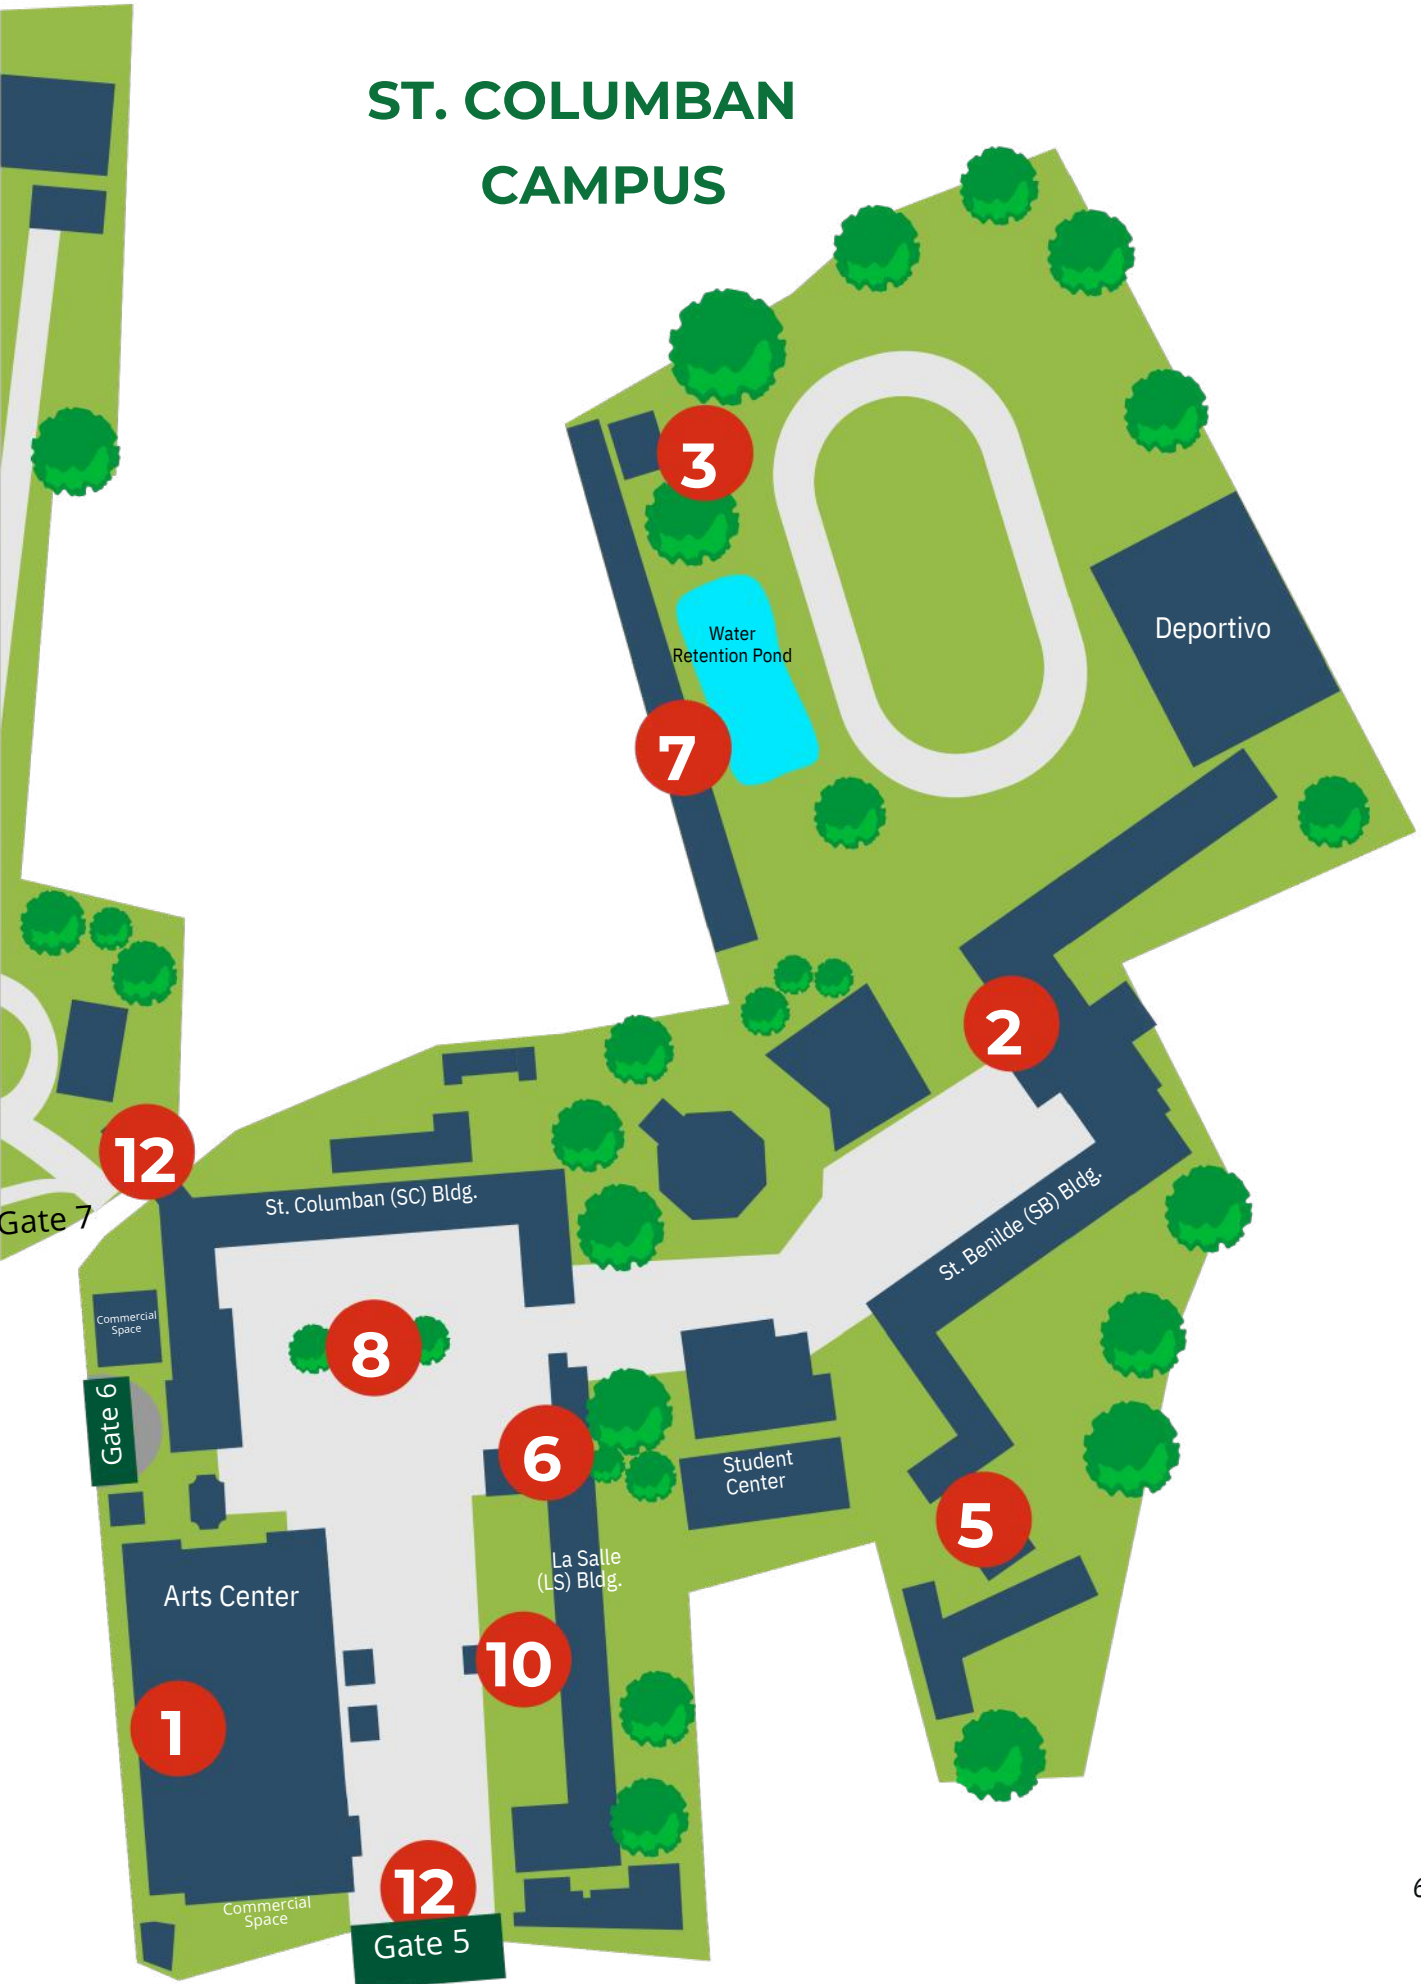 ST. COLUMBAN
CAMPUS
3
Water
Retention Pond
Deportivo
7
2
12
St. Columban (SC) Bldg.
Gate 7
St. Benilde (SB) Bldg.
Commercial
Space
8
Gate 6
6
Student
Center
5
La Salle
(LS) Bldg.
Arts Center
10
1
12
Commercial
Space
Gate 5